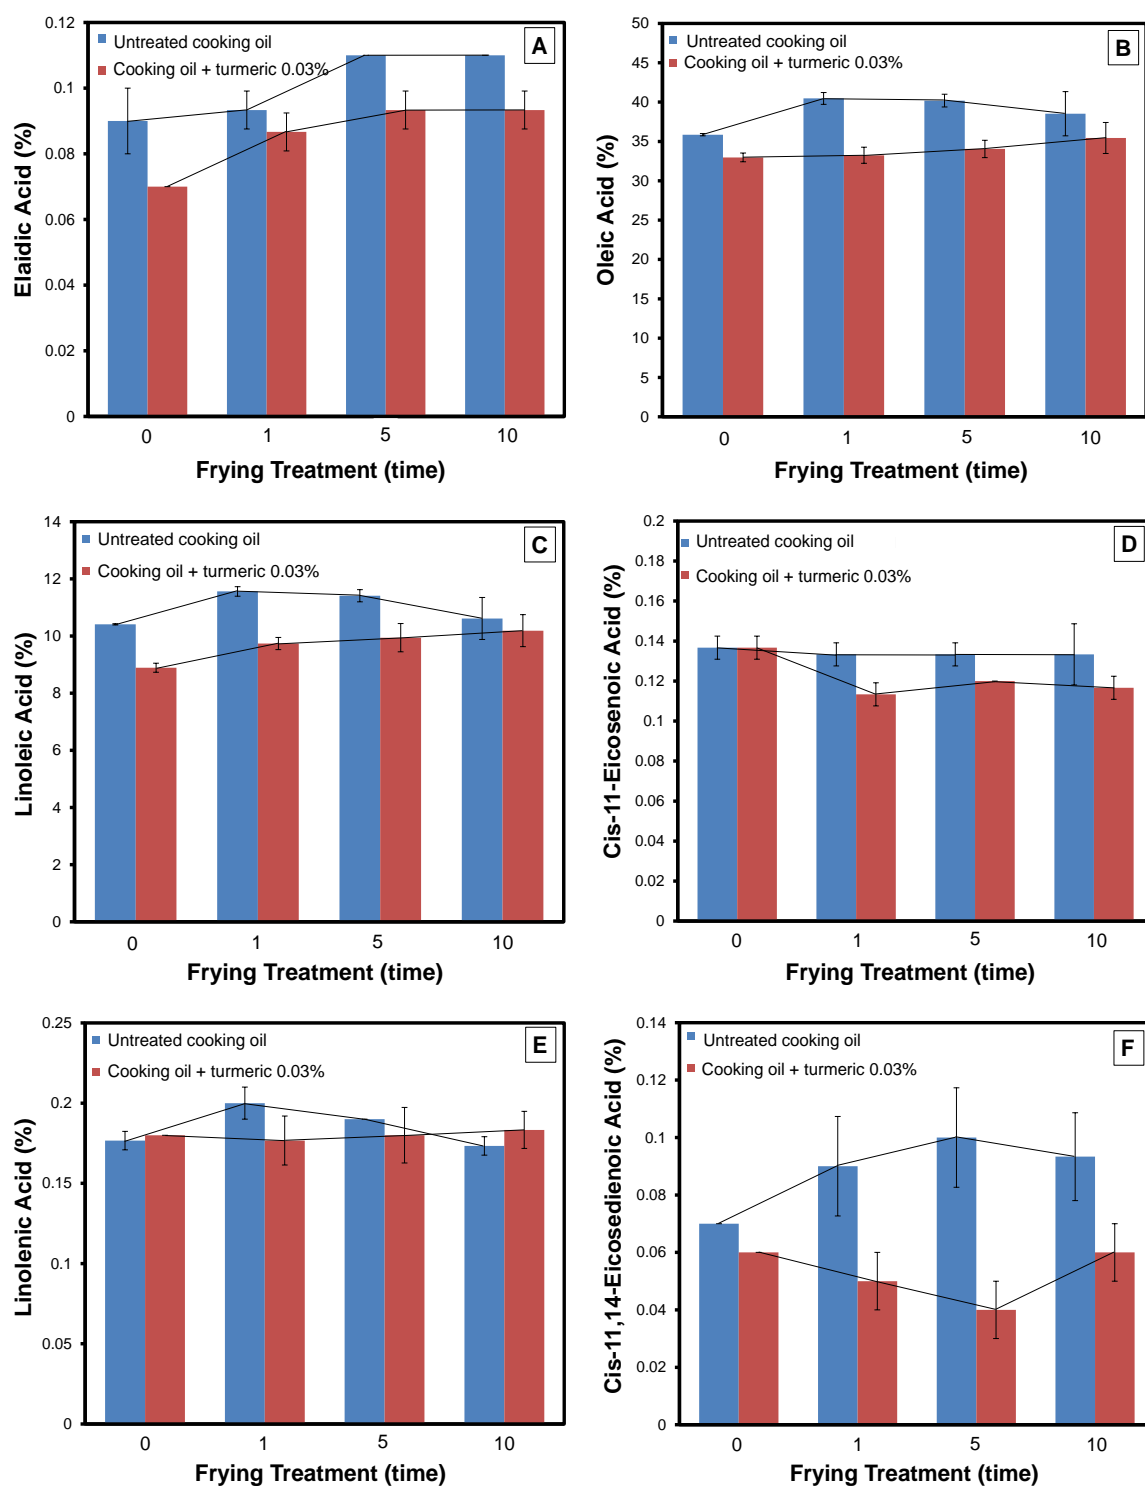 A
Untreated cooking oil
Cooking oil + turmeric 0.03%
Elaidic Acid (%)
0.12
0.1
0.08
0.06
0.04
0.02
0
0 1 5 10
Frying Treatment (time)
B
Untreated cooking oil
Cooking oil + turmeric 0.03%
Oleic Acid (%)
50
45
40
35
30
25
20
15
10
5
0
0 1 5 10
Frying Treatment (time)
C
Untreated cooking oil
Cooking oil + turmeric 0.03%
Linoleic Acid (%)
14
12
10
8
6
4
2
0
0 1 5 10
Frying Treatment (time)
D
Untreated cooking oil
Cooking oil + turmeric 0.03%
Cis-11-Eicosenoic Acid (%)
0.2
0.18
0.16
0.14
0.12
0.1
0.08
0.06
0.04
0.02
0
0 1 5 10
Frying Treatment (time)
E
Untreated cooking oil
Cooking oil + turmeric 0.03%
Linolenic Acid (%)
0.25
0.2
0.15
0.1
0.05
0
0 1 5 10
Frying Treatment (time)
F
Untreated cooking oil
Cooking oil + turmeric 0.03%
Cis-11,14-Eicosedienoic Acid (%)
0.14
0.12
0.1
0.08
0.06
0.04
0.02
0
0 1 5 10
Frying Treatment (time)